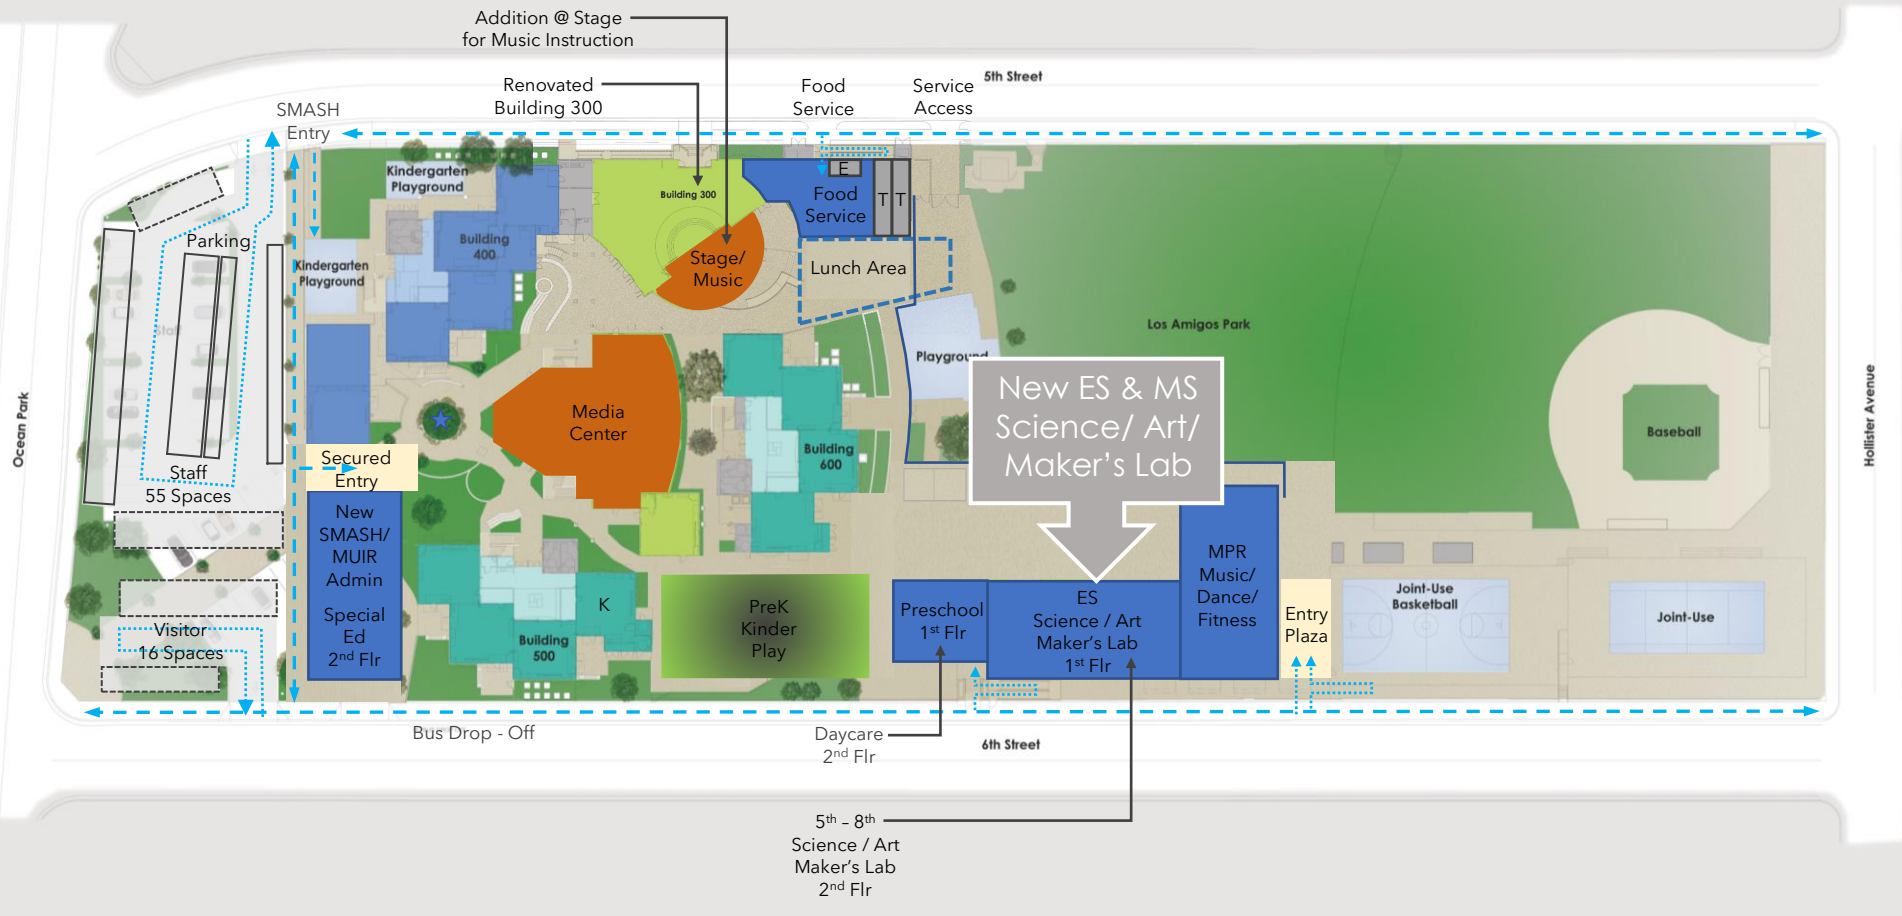 Addition @ Stage
for Music Instruction
5th Street
Renovated
Building 300
Food
Service
Service
Access
SMASH
Entry
Kindergarten
Playground
Building 300
E
Food
Service
T T
Parking
Building
400
Stage/
Music
Lunch Area
Kindergarten
Playground
Staff
Los Amigos Park
Playground
New ES & MS
Science/ Art/
Maker's Lab
Ocean Park
Hollister Avenue
Media
Center
Baseball
Building
600
Secured
Entry
Staff
55 Spaces
New
SMASH/
MUIR
Admin
Special
Ed
2nd Flr
MPR
Music/
Dance/
Fitness
Visitor
16 Spaces
K
Building
500
PreK
Kinder
Play
Preschool
1st Flr
ES
Science / Art
Maker's Lab
1st Flr
Entry
Plaza
Joint-Use
Basketball
Joint-Use
Bus Drop - Off
Daycare
2nd Flr
6th Street
5th – 8th
Science / Art
Maker's Lab
2nd Flr